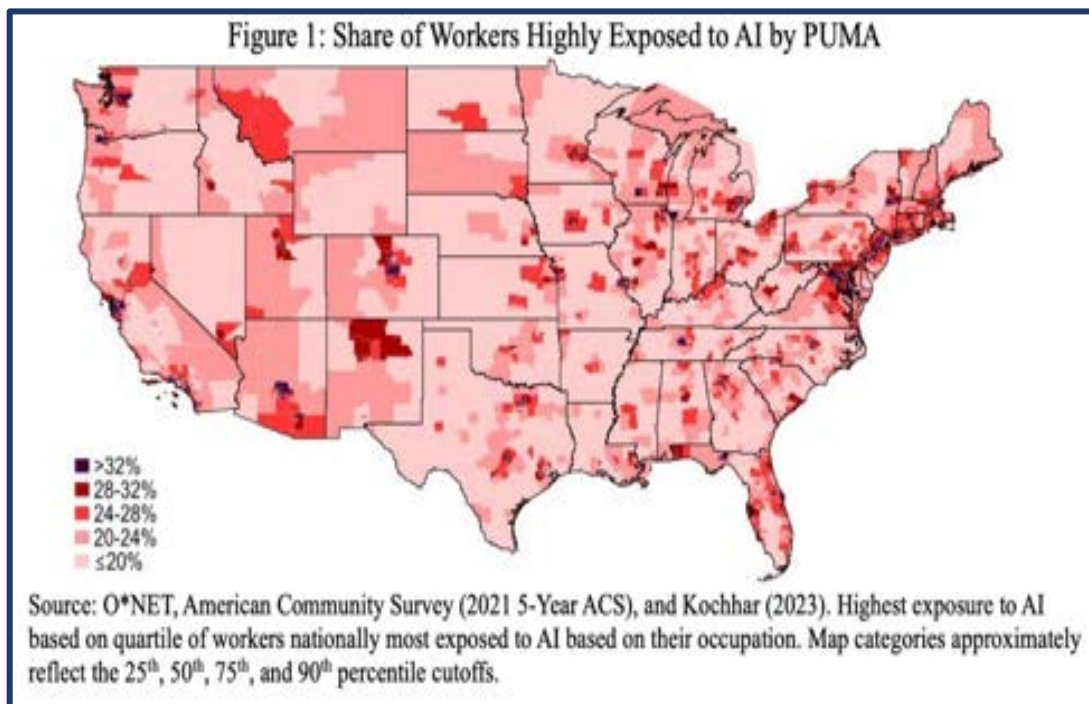 Figure 1: Share of Workers Highly Exposed to AI by PUMA
>32%
28-32%
24-28%
20-24%
≤20%
Source: O*NET, American Community Survey (2021 5-Year ACS), and Kochhar (2023). Highest exposure to AI
based on quartile of workers nationally most exposed to AI based on their occupation. Map categories approximately
reflect the 25th, 50th, 75th, and 90th percentile cutoffs.